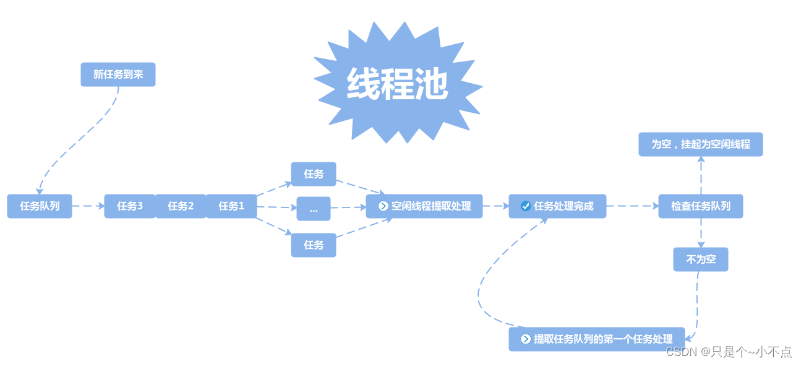 线程池
新任务到来
为空，挂起为空闲线程
任务
任务队列
任务3
任务2
任务1
...
空闲线程提取处理
任务处理完成
检查任务队列
任务
不为空
提取任务队列的第一个任务处理
CSDN @只是个~小不点